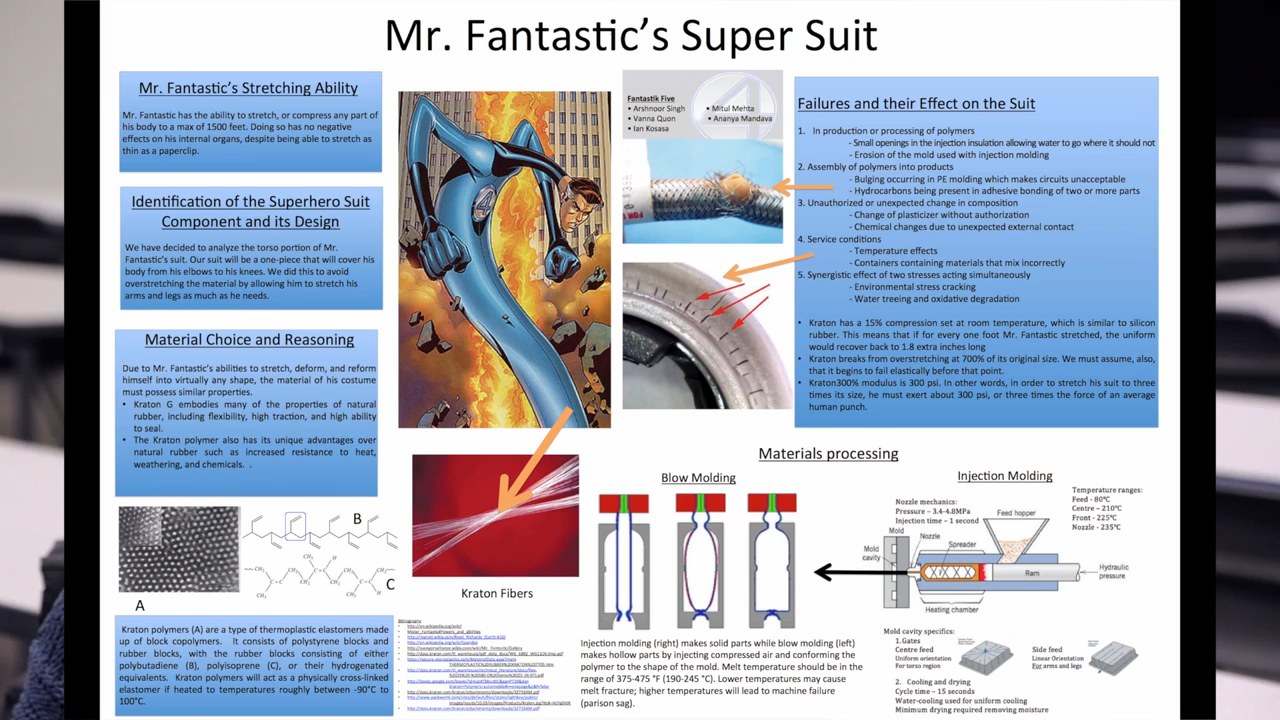 Mr. Fantastic's Super Suit
Mr. Fantastic's Stretching Ability
Mr. Fantastic has the ability to stretch, or compress any part of
his body to a max of 1500 feet. Doing so has no negative
effects on his internal organs, despite being able to stretch as
thin as a paperclip.
Identification of the Superhero Suit
Component and its Design
We have decided to analyze the torso portion of Mr.
Fantastic's suit. Our suit will be a one-piece that will cover his
body from his elbows to his knees. We did this to avoid
overstretching the material by allowing him to stretch his
arms and legs as much as he needs.
Material Choice and Reasoning
Due to Mr. Fantastic's abilities to stretch, deform, and reform
himself into virtually any shape, the material of his costume
must possess similar properties.
• Kraton G embodies many of the properties of natural
rubber, including flexibility, high traction, and high ability
to seal.
• The Kraton polymer also has its unique advantages over
natural rubber such as increased resistance to heat,
weathering, and chemicals. .
A
B
C
Kraton polymers (A) are a type of thermoplastic elastomers made
up of block copolymers. It consists of polystyrene blocks and
rubber blocks, with the rubber blocks consisting of either
polybutadiene (B), polyisoprene (C), or their hydrogenated
equivalents. If both rubber blocks are isoprene, the thermoplastic
elastomer has a hardness of roughly between -90°C to
100°C.
4
Fantastik Five
• Arshnoor Singh
• Vanna Quon
• Ian Kosasa
• Mitul Mehta
• Ananya Mandava
Kraton Fibers
Bibliography
Failures and their Effect on the Suit
1. In production or processing of polymers
- Small openings in the injection insulation allowing water to go where it should not
- Erosion of the mold used with injection molding
2. Assembly of polymers into products
- Bulging occurring in PE molding which makes circuits unacceptable
- Hydrocarbons being present in adhesive bonding of two or more parts
3. Unauthorized or unexpected change in composition
- Change of plasticizer without authorization
- Chemical changes due to unexpected external contact
4. Service conditions
- Temperature effects
- Containers containing materials that mix incorrectly
5. Synergistic effect of two stresses acting simultaneously
- Environmental stress cracking
- Water treeing and oxidative degradation
• Kraton has a 15% compression set at room temperature, which is similar to silicon
rubber. This means that if for every one foot Mr. Fantastic stretched, the uniform
would recover back to 1.8 extra inches long
• Kraton breaks from overstretching at 700% of its original size. We must assume, also,
that it begins to fail elastically before that point.
• Kraton300% modulus is 300 psi. In other words, in order to stretch his suit to three
times its size, he must exert about 300 psi, or three times the force of an average
human punch.
Materials processing
Blow Molding
Injection Molding
Nozzle mechanics:
Pressure – 3.4-4.8MPa
Injection time – 1 second
Temperature ranges:
Feed - 80°C
Centre – 210°C
Front - 225°C
Nozzle - 235°C
Mold
Nozzle
Spreader
Feed hopper
Mold
cavity
Ram
Hydraulic
pressure
Heating chamber
Injection molding (right) makes solid parts while blow molding (left)
makes hollow parts by injecting compressed air and conforming the
polymer to the shape of the mold. Melt temperature should be in the
range of 375-475 °F (190-245 °C). Lower temperatures may cause
melt fracture; higher temperatures will lead to machine failure
(parison sag).
Mold cavity specifics:
1. Gates
Centre feed
Uniform orientation
For torso region
Side feed
Linear Orientation
For arms and legs
2. Cooling and drying
Cycle time – 15 seconds
Water-cooling used for uniform cooling
Minimum drying required removing moisture